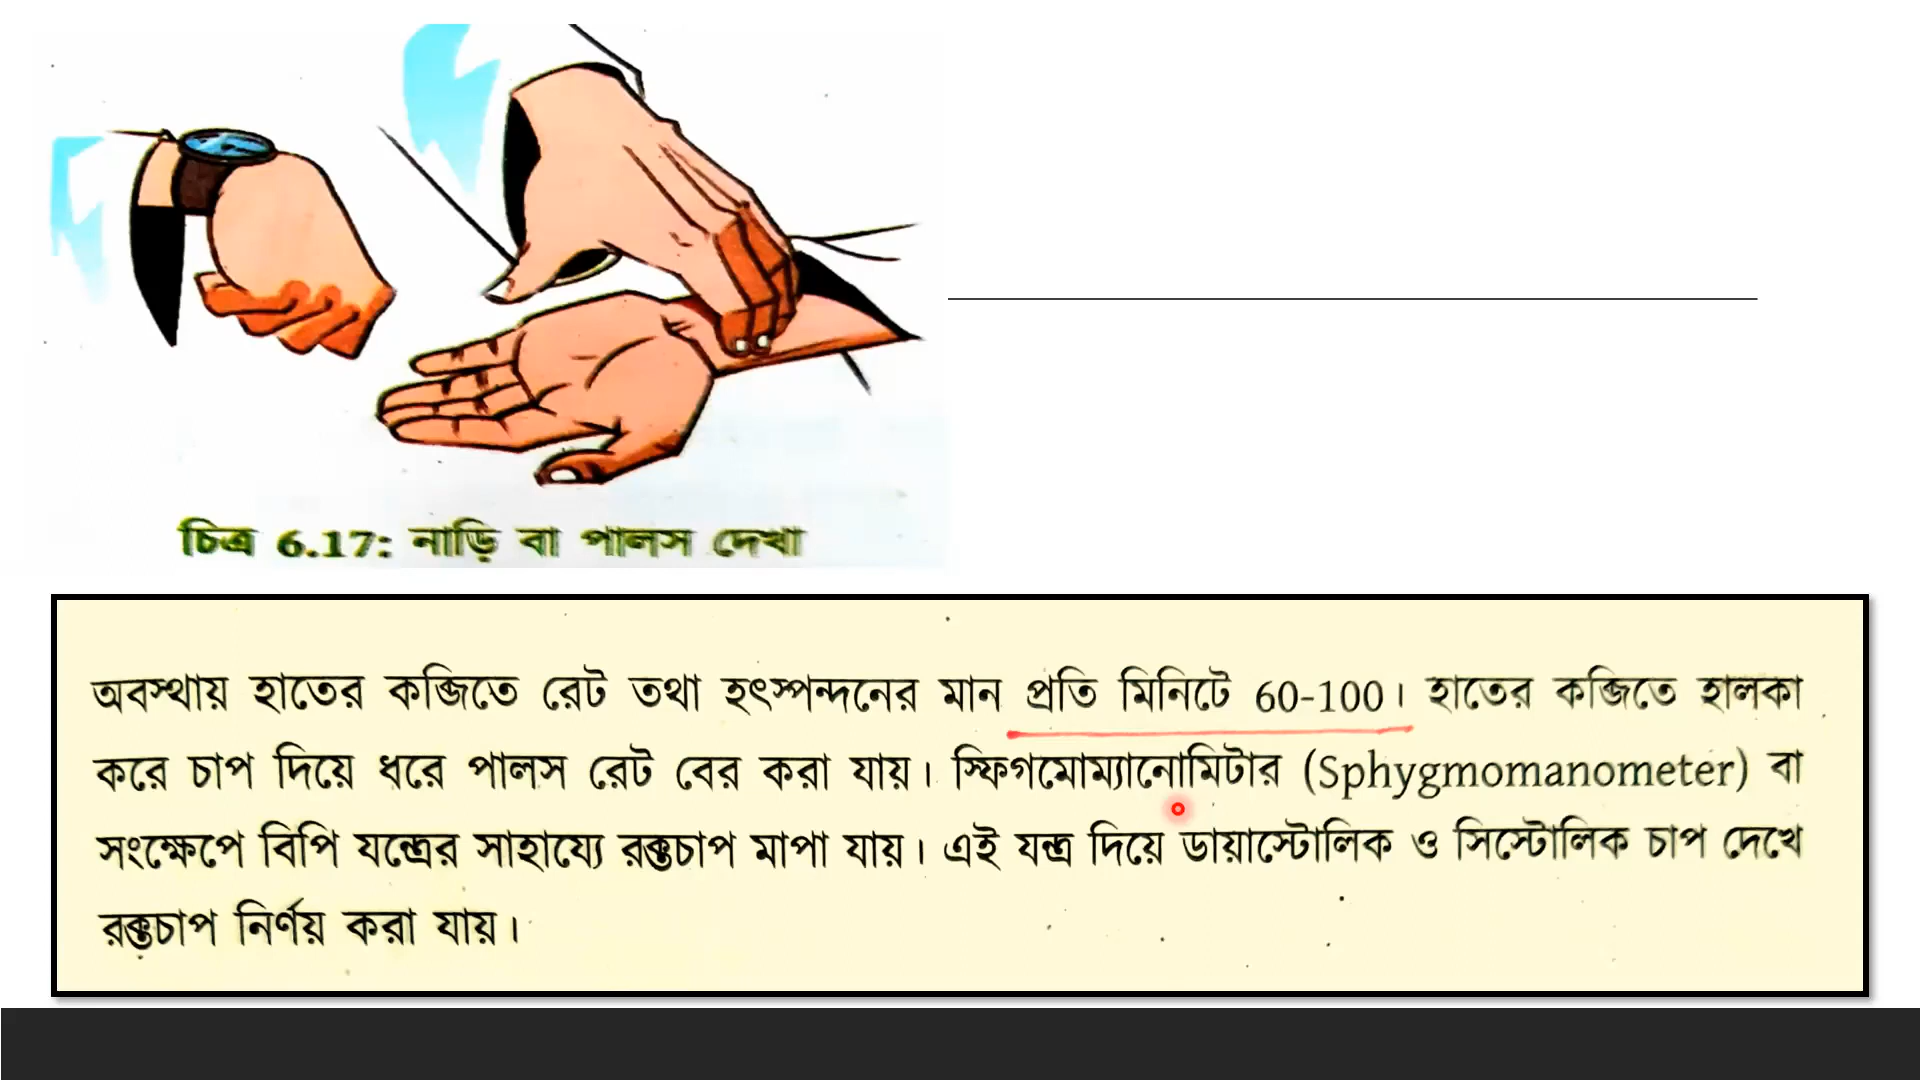 চিত্র 6.17: নাড়ি বা পালস দেখা
অবস্থায় হাতের কব্জিতে রেট তথা হৃৎস্পন্দনের মান প্রতি মিনিটে 60-100। হাতের কব্জিতে হালকা
করে চাপ দিয়ে ধরে পালস রেট বের করা যায়। স্ফিগমোম্যানোমিটার (Sphygmomanometer) বা
সংক্ষেপে বিপি যন্ত্রের সাহায্যে রক্তচাপ মাপা যায়। এই যন্ত্র দিয়ে ডায়াস্টোলিক ও সিস্টোলিক চাপ দেখে
রক্তচাপ নির্ণয় করা যায়।